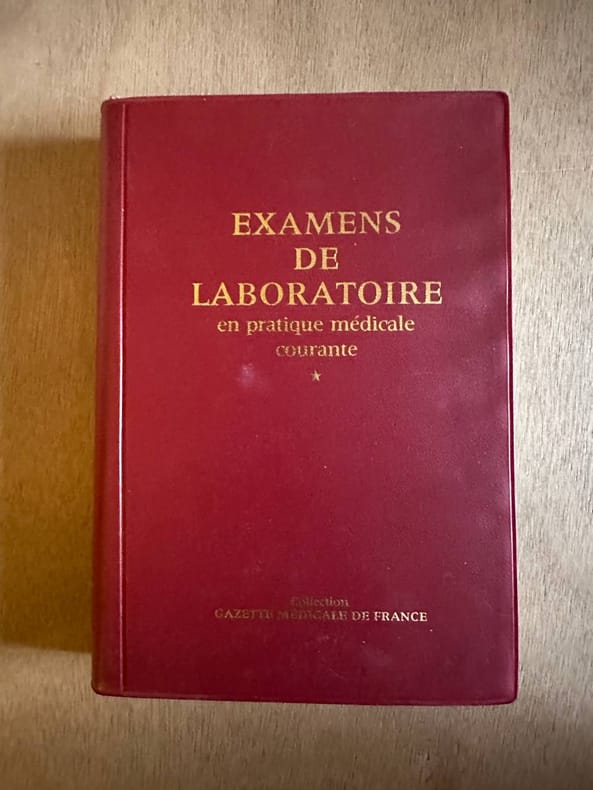 EXAMENS
DE
LABORATOIRE
en pratique médicale
courante
Collection
GAZETTE MÉDICALE DE FRANCE